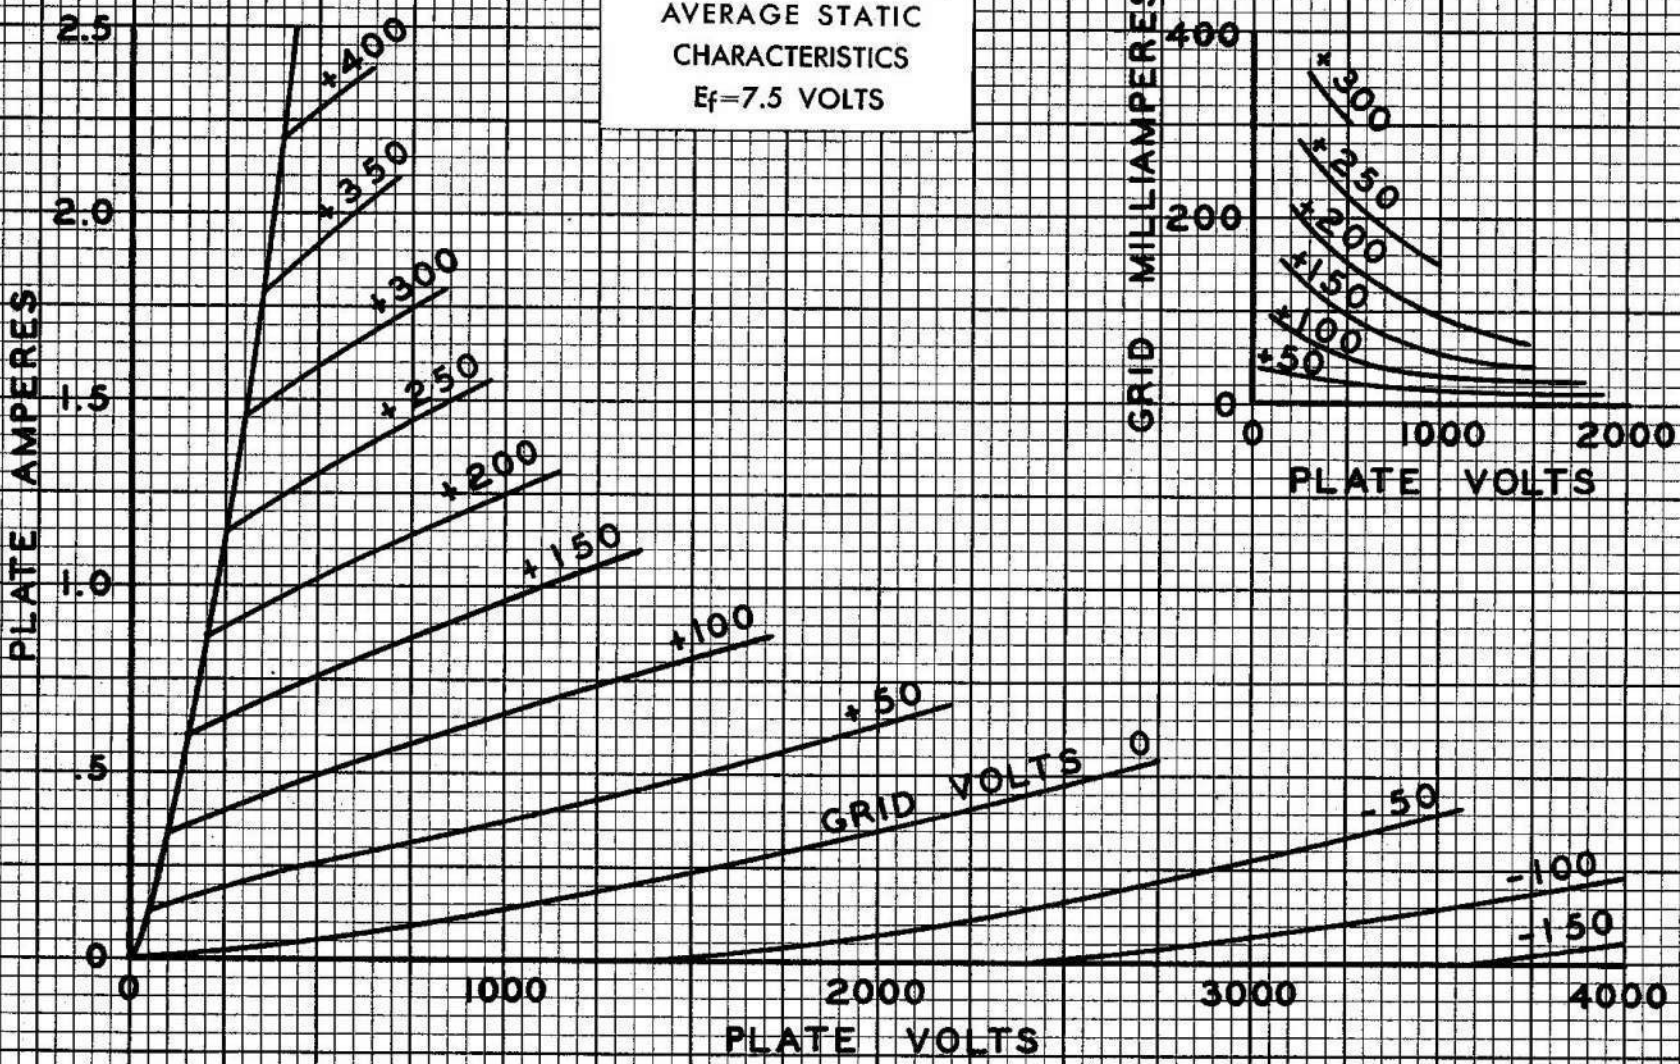 AVERAGE STATIC
CHARACTERISTICS
Ef=7.5 VOLTS
PLATE AMPERES
2.5
2.0
1.5
1.0
.5
0
+400
+350
+300
+250
+200
+150
+100
+50
GRID VOLTS 0
-50
-100
-150
0 1000 2000 3000 4000
PLATE VOLTS
GRID MILLIAMPERES
400
200
0
+300
+250
+200
+150
+100
+50
0 1000 2000
PLATE VOLTS